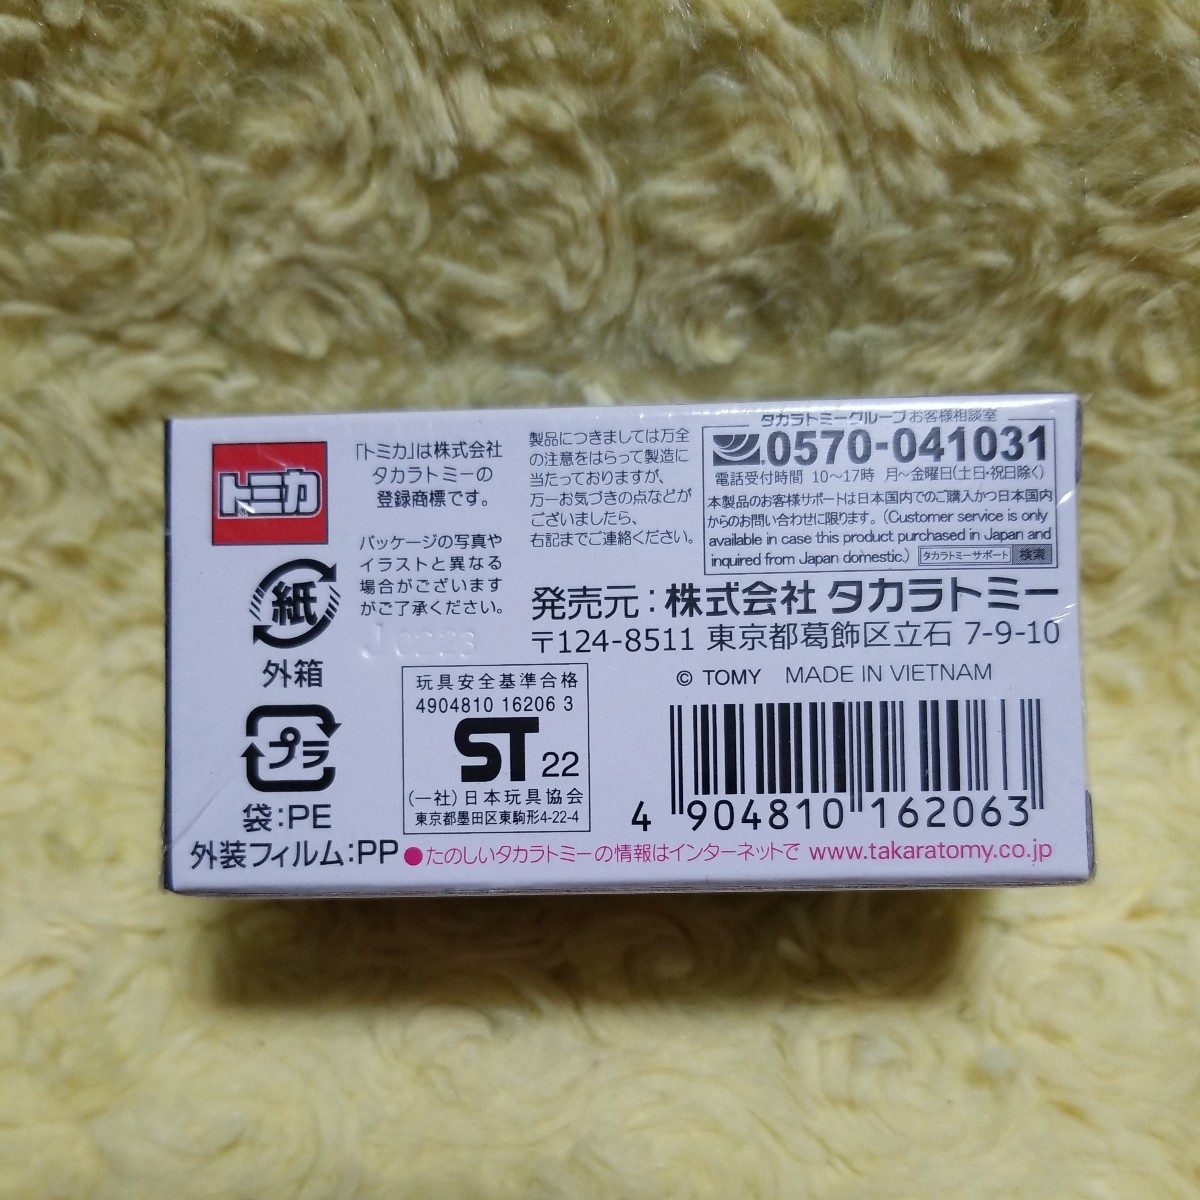 トミカ
「トミカ」は株式会社
タカラトミーの
登録商標です。
パッケージの写真や
イラストと異なる
場合がございます
がご了承ください。
製品につきましては万全
の注意をはらって製造に
当たっておりますが、
万一お気づきの点などが
ございましたら、
右記までご連絡ください。
タカラトミーグループお客様相談室
0570-041031
電話受付時間 10〜17時 月〜金曜日(土日・祝日除く)
本製品のお客様サポートは日本国内でのご購入かつ日本国内
からのお問い合わせに限ります。(Customer service is only
available in case this product purchased in Japan and
inquired from Japan domestic.) タカラトミーサポート 検索
発売元:株式会社 タカラトミー
〒124-8511 東京都葛飾区立石 7-9-10
© TOMY MADE IN VIETNAM
紙
外箱
プラ
袋:PE
外装フィルム:PP
J 0223
玩具安全基準合格
4904810 16206 3
ST 22
(一社)日本玩具協会
東京都墨田区東駒形4-22-4
4 904810 162063
●たのしいタカラトミーの情報はインターネットで www.takaratomy.co.jp